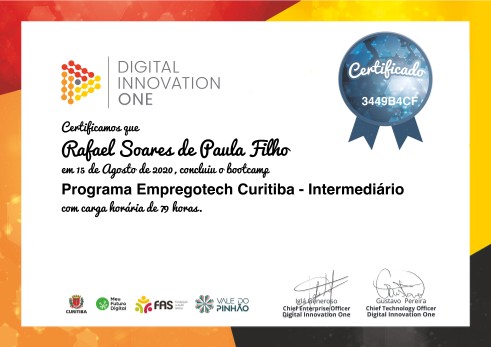 DIGITAL
INNOVATION
ONE
Certificado
3449B4CF
Certificamos que
Rafael Soares de Paula Filho
em 15 de Agosto de 2020, concluiu o bootcamp
Programa Empregotech Curitiba - Intermediário
com carga horária de 79 horas.
CURITIBA
Meu
Futuro
Digital
FAS
VALE DO
PINHÃO
Iglá Generoso
Chief Enterprise Officer
Digital Innovation One
Gustavo Pereira
Chief Technology Officer
Digital Innovation One